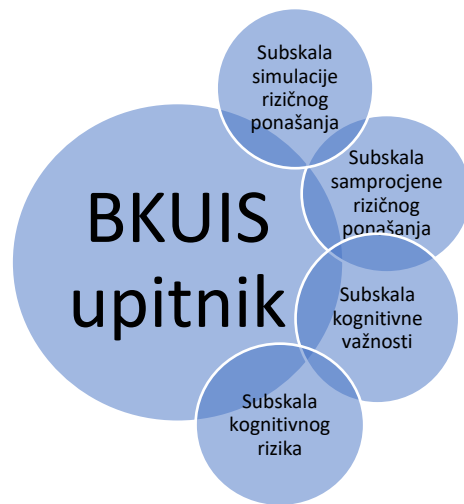 BKUIS
upitnik
Subskala
simulacije
rizičnog
ponašanja
Subskala
samprocjene
rizičnog
ponašanja
Subskala
kognitivne
važnosti
Subskala
kognitivnog
rizika